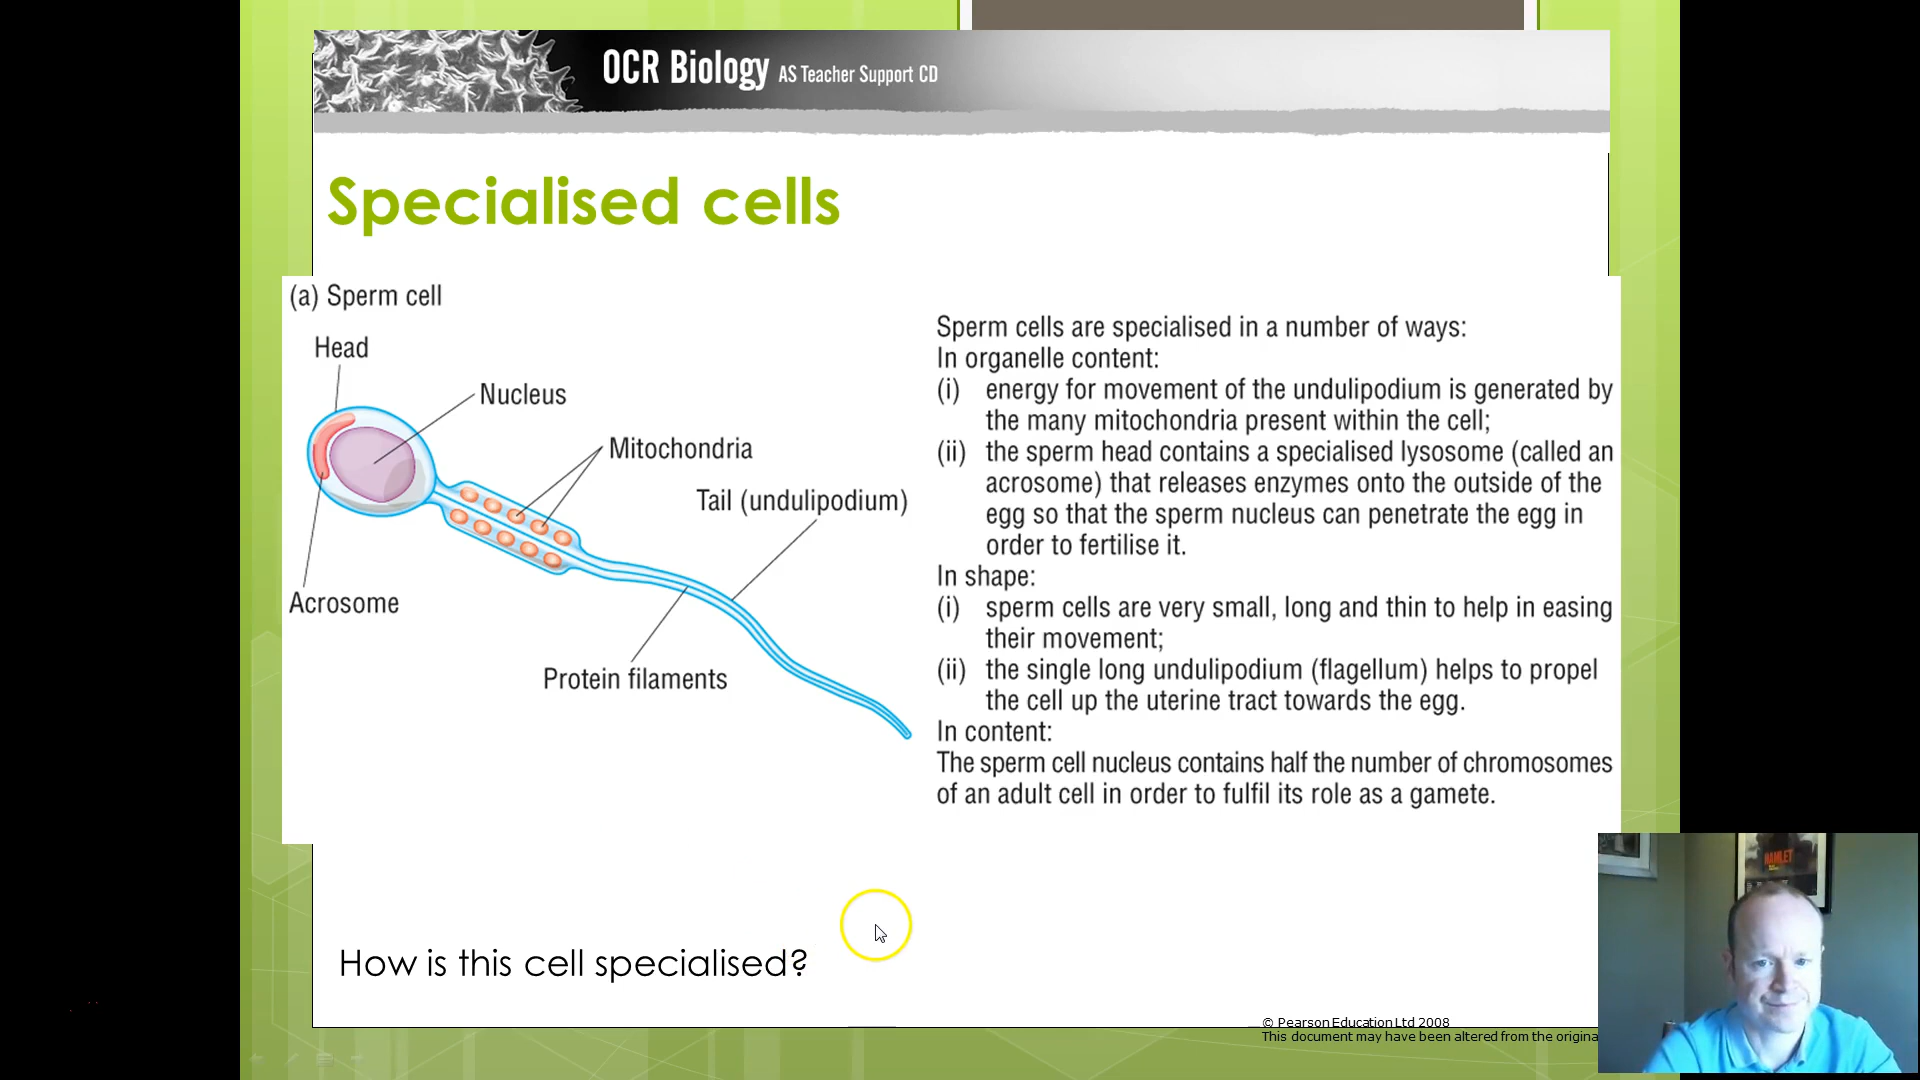 OCR Biology AS Teacher Support CD
Specialised cells
(a) Sperm cell
Head
Nucleus
Mitochondria
Tail (undulipodium)
Acrosome
Protein filaments
Sperm cells are specialised in a number of ways:
In organelle content:
(i) energy for movement of the undulipodium is generated by
the many mitochondria present within the cell;
(ii) the sperm head contains a specialised lysosome (called an
acrosome) that releases enzymes onto the outside of the
egg so that the sperm nucleus can penetrate the egg in
order to fertilise it.
In shape:
(i) sperm cells are very small, long and thin to help in easing
their movement;
(ii) the single long undulipodium (flagellum) helps to propel
the cell up the uterine tract towards the egg.
In content:
The sperm cell nucleus contains half the number of chromosomes
of an adult cell in order to fulfil its role as a gamete.
How is this cell specialised?
© Pearson Education Ltd 2008
This document may have been altered from the origina
HAMLET